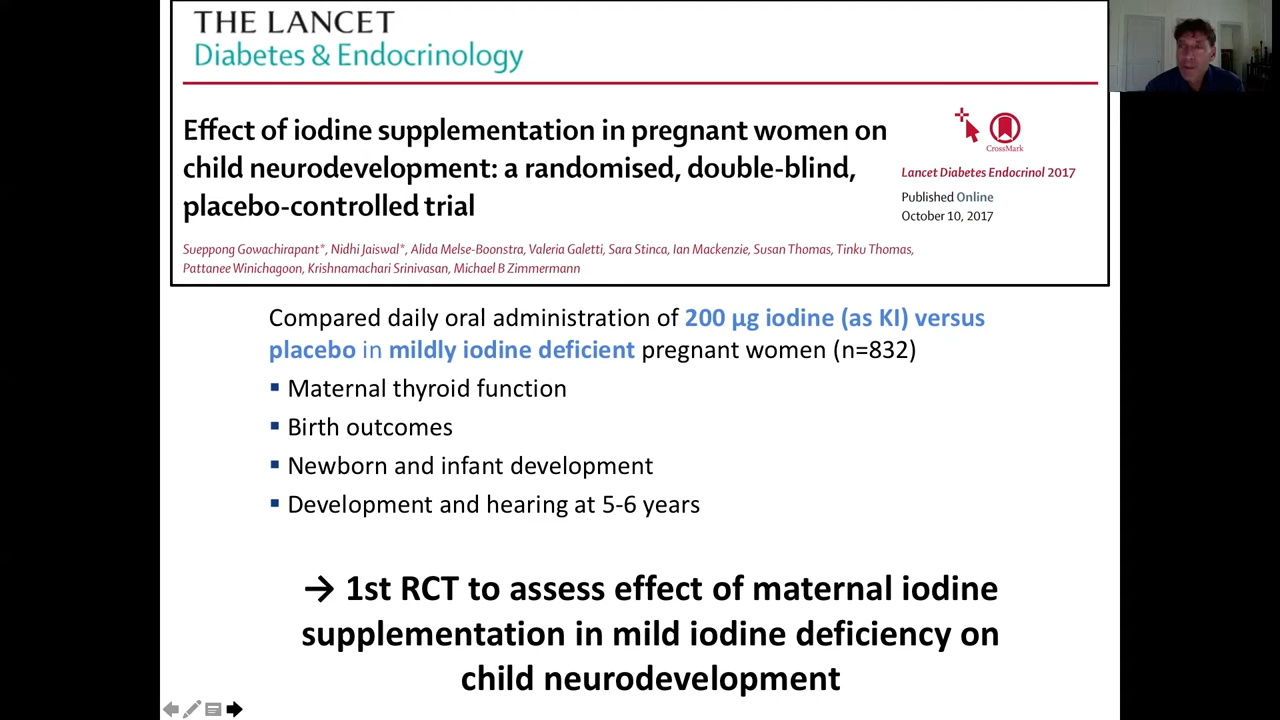 THE LANCET
Diabetes & Endocrinology
Effect of iodine supplementation in pregnant women on
child neurodevelopment: a randomised, double-blind,
placebo-controlled trial
CrossMark
Lancet Diabetes Endocrinol 2017
Published Online
October 10, 2017
Sueppong Gowachirapant*, Nidhi Jaiswal*, Alida Melse-Boonstra, Valeria Galetti, Sara Stinca, Ian Mackenzie, Susan Thomas, Tinku Thomas,
Pattanee Winichagoon, Krishnamachari Srinivasan, Michael B Zimmermann
Compared daily oral administration of 200 µg iodine (as KI) versus
placebo in mildly iodine deficient pregnant women (n=832)
▪ Maternal thyroid function
▪ Birth outcomes
▪ Newborn and infant development
▪ Development and hearing at 5-6 years
→ 1st RCT to assess effect of maternal iodine
supplementation in mild iodine deficiency on
child neurodevelopment